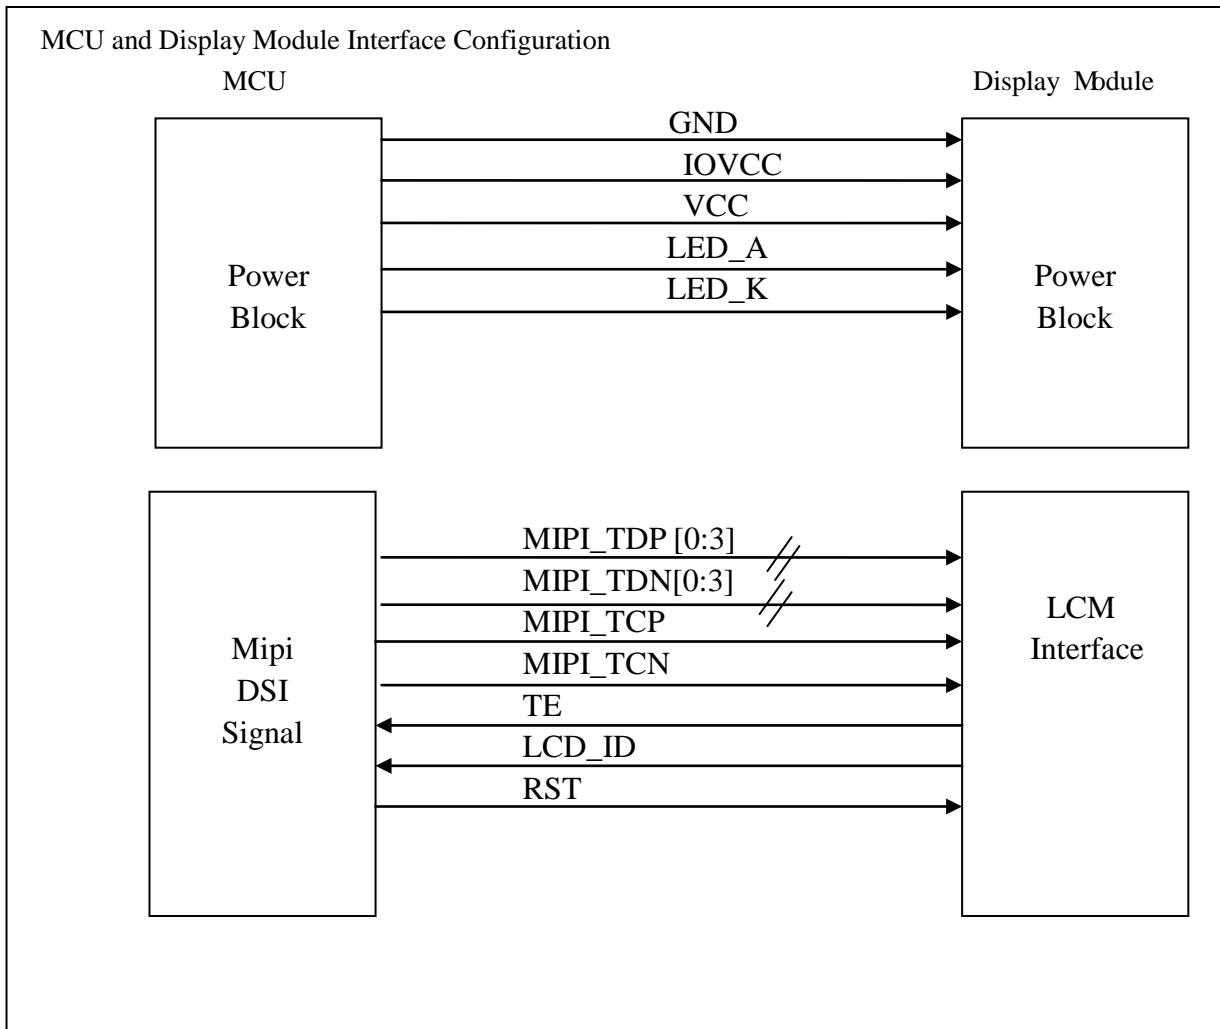 MCU and Display Module Interface Configuration
MCU
Display Module
GND
IOVCC
VCC
LED_A
LED_K
Power
Block
Power
Block
MIPI_TDP [0:3]
MIPI_TDN[0:3]
MIPI_TCP
MIPI_TCN
TE
LCD_ID
RST
Mipi
DSI
Signal
LCM
Interface